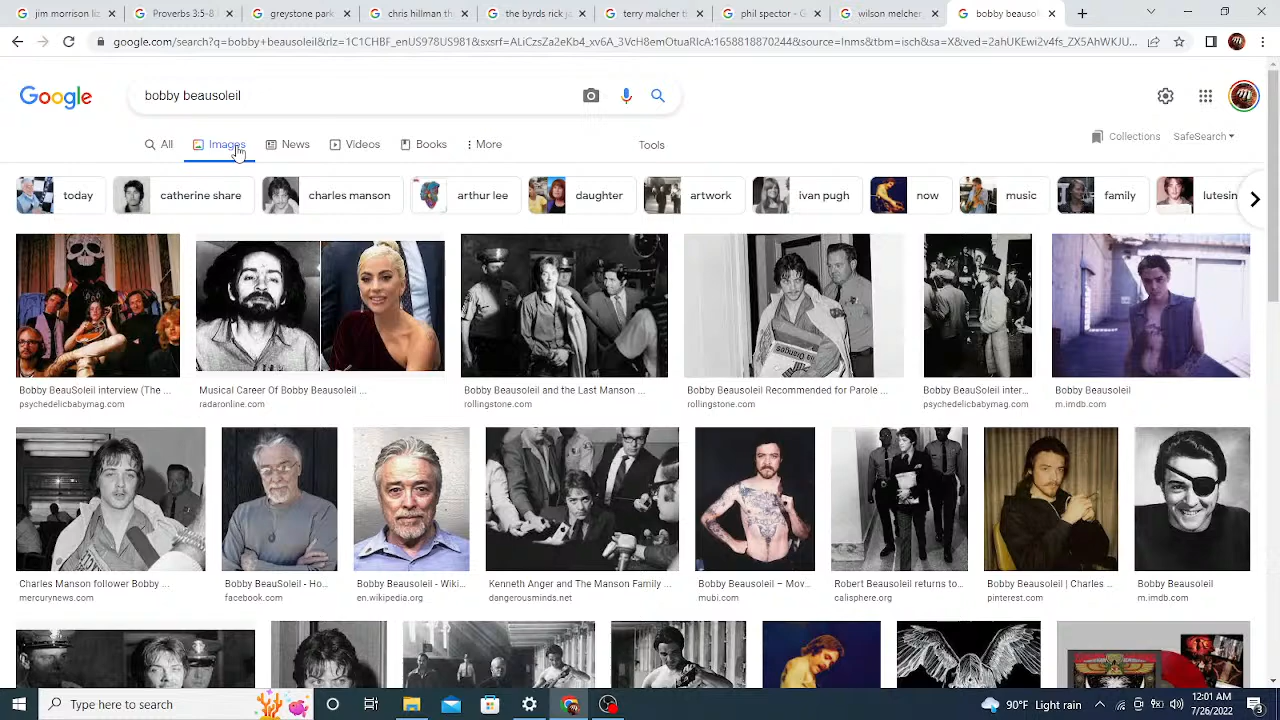 chris hillman li
Proverbs 3:5-8
greystone park
chris hillman th
the byrds rick je
terry malcher t
phil spector - G
wilson melcher
bobby beausol
google.com/search?q=bobby+beausoleil&rlz=1C1CHBF_enUS978US981&sxsrf=ALiCzsZa2eKb4_xv6A_3VcH8emOtuaRlcA:1658818870244&source=lnms&tbm=isch&sa=X&ved=2ahUKEwi2v4fs_ZX5AhWKJU...
Google
bobby beausoleil
All
Images
News
Videos
Books
More
Tools
Collections
SafeSearch
today
catherine share
charles manson
arthur lee
daughter
artwork
ivan pugh
now
music
family
lutesin
Bobby BeauSoleil interview (The ...
psychedelicbabymag.com
Musical Career Of Bobby Beausoleil ...
radaronline.com
Bobby Beausoleil and the Last Manson ...
rollingstone.com
Bobby Beausoleil Recommended for Parole ...
rollingstone.com
Bobby BeauSoleil inter...
psychedelicbabymag.com
Bobby Beausoleil
m.imdb.com
Charles Manson follower Bobby ...
mercurynews.com
Bobby BeauSoleil - Ho...
facebook.com
Bobby Beausoleil - Wiki...
en.wikipedia.org
Kenneth Anger and The Manson Family ...
dangerousminds.net
Bobby Beausoleil – Mov...
mubi.com
Robert Beausoleil returns to...
calisphere.org
Bobby Beausoleil | Charles ...
pinterest.com
Bobby Beausoleil
m.imdb.com
Type here to search
90°F Light rain
12:01 AM
7/26/2022